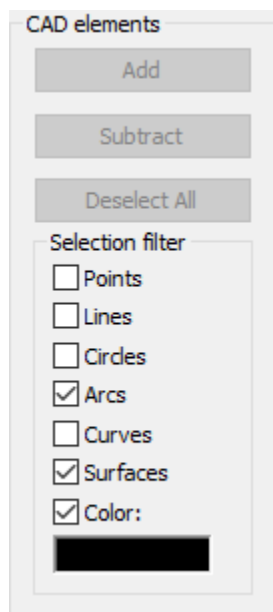 CAD elements
Add
Subtract
Deselect All
Selection filter
Points
Lines
Circles
Arcs
Curves
Surfaces
Color: